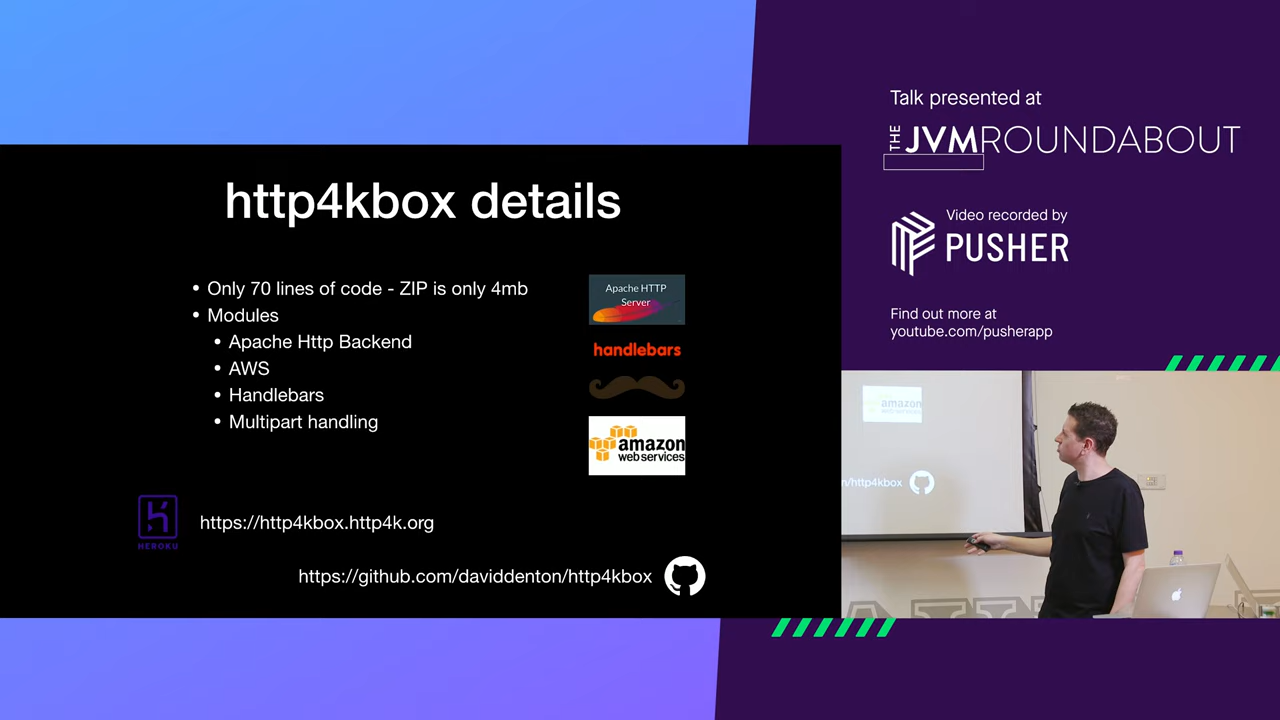 Talk presented at
THE JVMROUNDABOUT
Video recorded by
PUSHER
Find out more at
youtube.com/pusherapp
http4kbox details
• Only 70 lines of code - ZIP is only 4mb
• Modules
• Apache Http Backend
• AWS
• Handlebars
• Multipart handling
Apache HTTP
Server
handlebars
amazon
webservices
HEROKU
https://http4kbox.http4k.org
https://github.com/daviddenton/http4kbox
amazon
/http4kbox